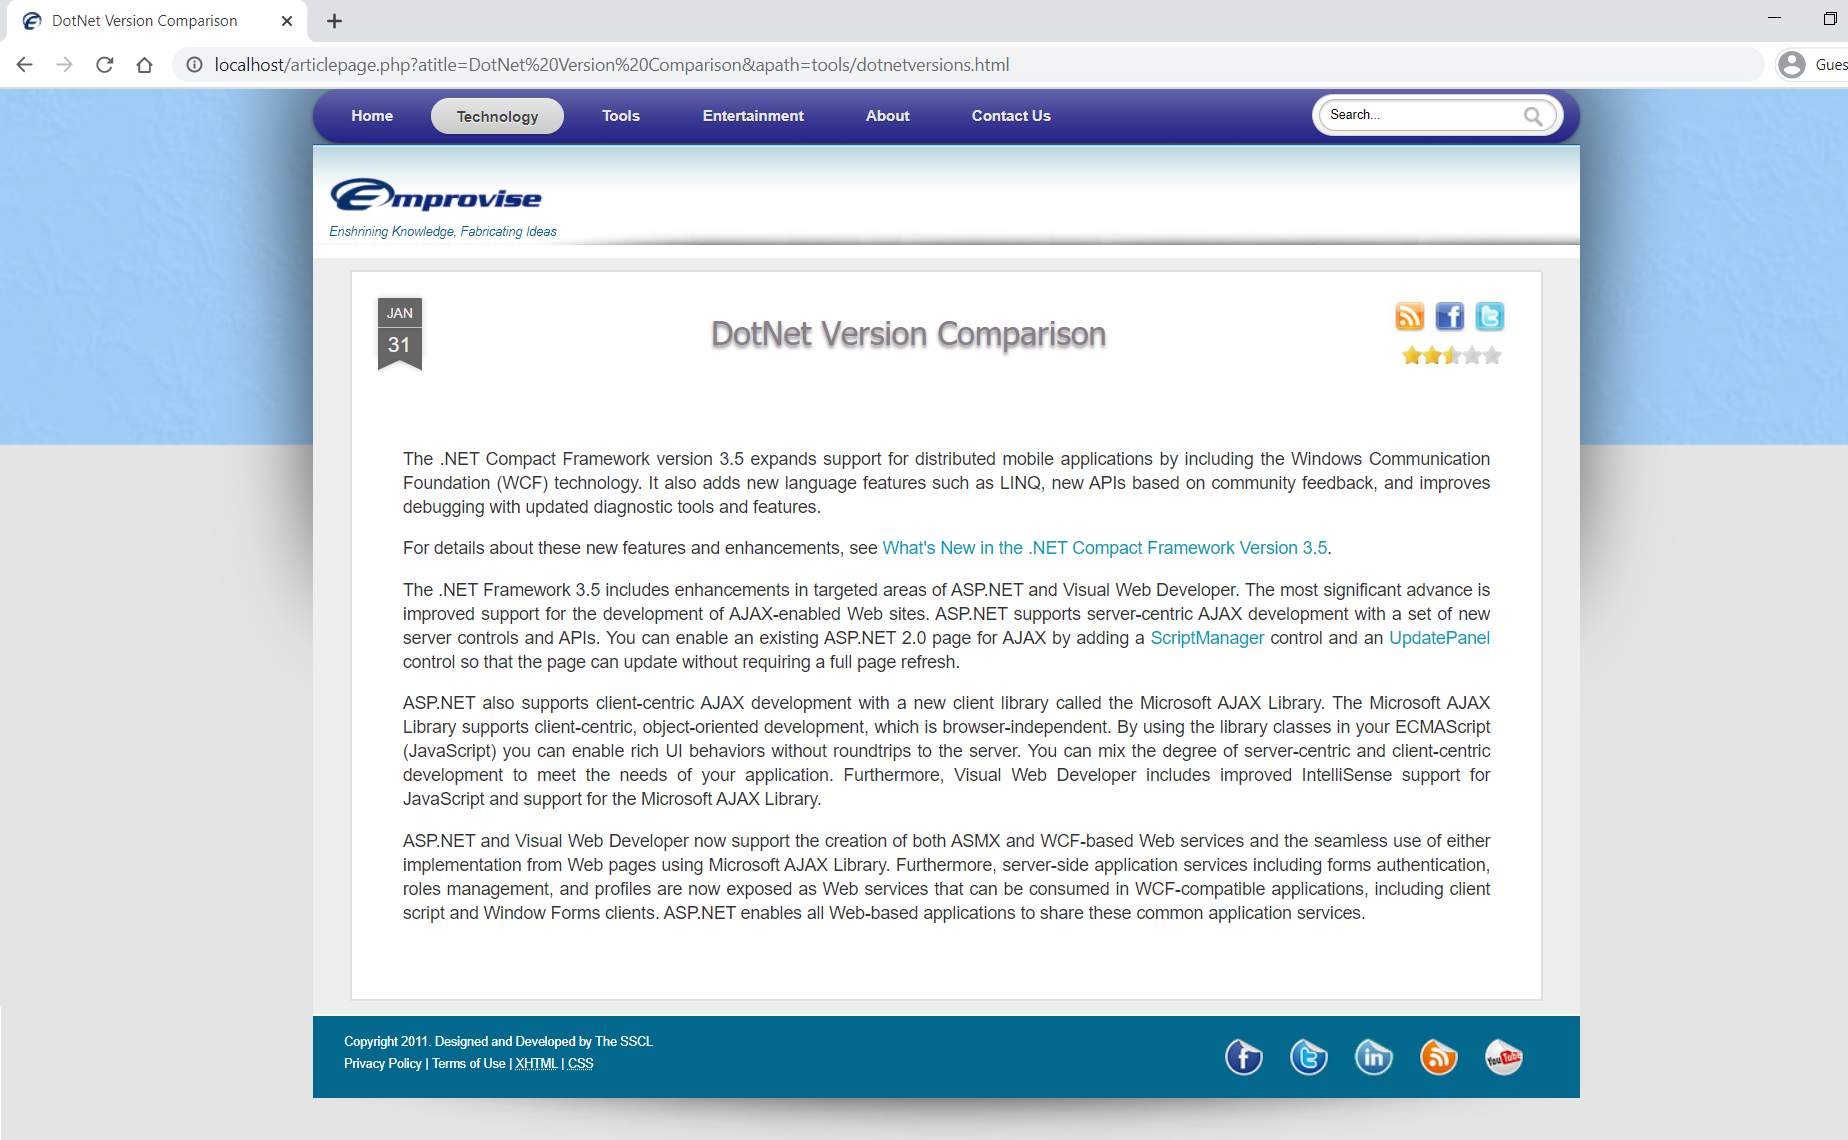 DotNet Version Comparison
localhost/articlepage.php?atitle=DotNet%20Version%20Comparison&apath=tools/dotnetversions.html
Gues
Home Technology Tools Entertainment About Contact Us Search...
Emprovise
Enshrining Knowledge, Fabricating Ideas
JAN
31
DotNet Version Comparison
The .NET Compact Framework version 3.5 expands support for distributed mobile applications by including the Windows Communication
Foundation (WCF) technology. It also adds new language features such as LINQ, new APIs based on community feedback, and improves
debugging with updated diagnostic tools and features.
For details about these new features and enhancements, see What's New in the .NET Compact Framework Version 3.5.
The .NET Framework 3.5 includes enhancements in targeted areas of ASP.NET and Visual Web Developer. The most significant advance is
improved support for the development of AJAX-enabled Web sites. ASP.NET supports server-centric AJAX development with a set of new
server controls and APIs. You can enable an existing ASP.NET 2.0 page for AJAX by adding a ScriptManager control and an UpdatePanel
control so that the page can update without requiring a full page refresh.
ASP.NET also supports client-centric AJAX development with a new client library called the Microsoft AJAX Library. The Microsoft AJAX
Library supports client-centric, object-oriented development, which is browser-independent. By using the library classes in your ECMAScript
(JavaScript) you can enable rich UI behaviors without roundtrips to the server. You can mix the degree of server-centric and client-centric
development to meet the needs of your application. Furthermore, Visual Web Developer includes improved IntelliSense support for
JavaScript and support for the Microsoft AJAX Library.
ASP.NET and Visual Web Developer now support the creation of both ASMX and WCF-based Web services and the seamless use of either
implementation from Web pages using Microsoft AJAX Library. Furthermore, server-side application services including forms authentication,
roles management, and profiles are now exposed as Web services that can be consumed in WCF-compatible applications, including client
script and Window Forms clients. ASP.NET enables all Web-based applications to share these common application services.
Copyright 2011. Designed and Developed by The SSCL
Privacy Policy | Terms of Use | XHTML | CSS
You Tube